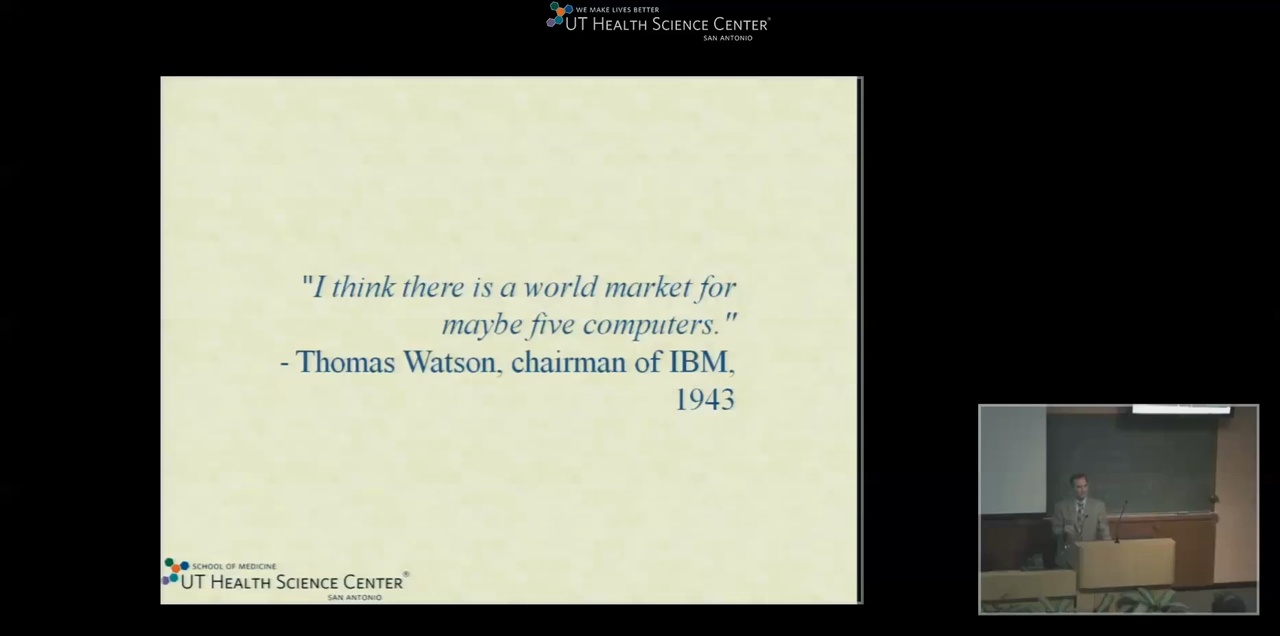 WE MAKE LIVES BETTER
UT HEALTH SCIENCE CENTER®
SAN ANTONIO
"I think there is a world market for
maybe five computers."
- Thomas Watson, chairman of IBM,
1943
SCHOOL OF MEDICINE
UT HEALTH SCIENCE CENTER®
SAN ANTONIO